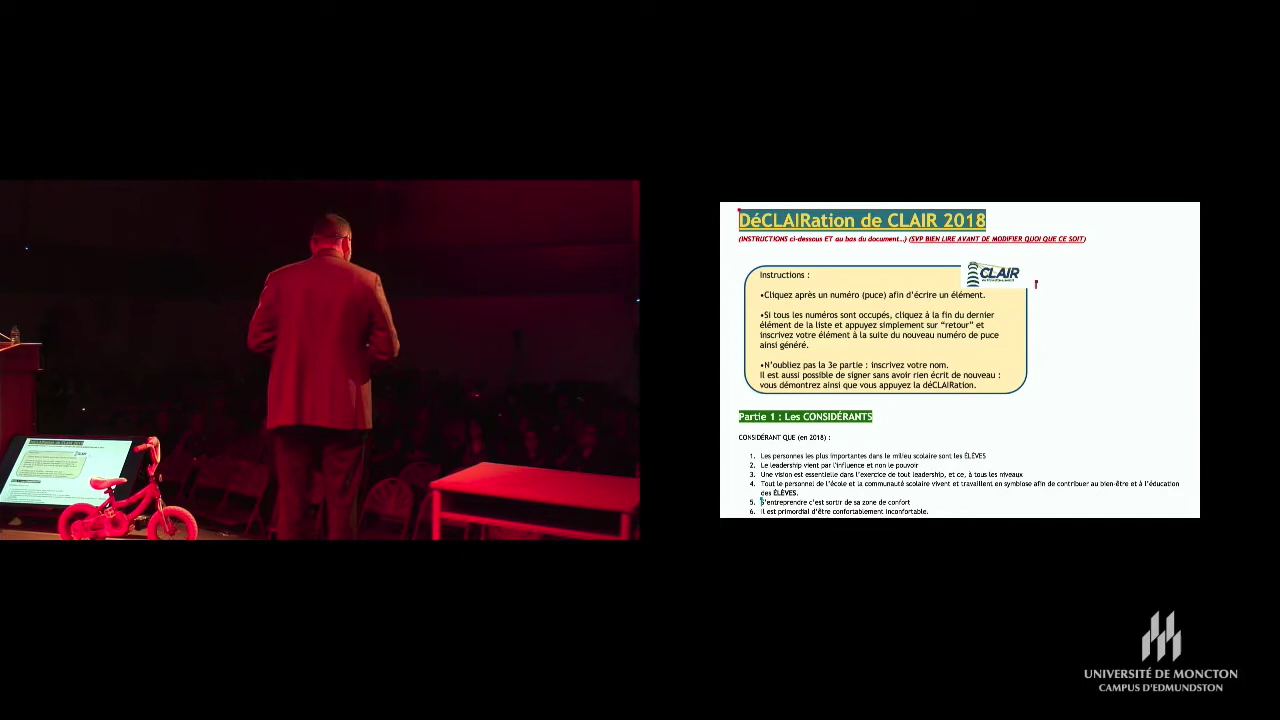 DéCLAIRation de CLAIR 2018
(INSTRUCTIONS ci-dessous ET au bas du document…) (SVP BIEN LIRE AVANT DE MODIFIER QUOI QUE CE SOIT)
CLAIR
Instructions :
•Cliquez après un numéro (puce) afin d'écrire un élément.
•Si tous les numéros sont occupés, cliquez à la fin du dernier
élément de la liste et appuyez simplement sur “retour” et
inscrivez votre élément à la suite du nouveau numéro de puce
ainsi généré.
•N'oubliez pas la 3e partie : inscrivez votre nom.
Il est aussi possible de signer sans avoir rien écrit de nouveau :
vous démontrez ainsi que vous appuyez la déCLAIRation.
Partie 1 : Les CONSIDÉRANTS
CONSIDÉRANT QUE (en 2018) :
1. Les personnes les plus importantes dans le milieu scolaire sont les ÉLÈVES
2. Le leadership vient par l'influence et non le pouvoir
3. Une vision est essentielle dans l'exercice de tout leadership, et ce, à tous les niveaux
4. Tout le personnel de l'école et la communauté scolaire vivent et travaillent en symbiose afin de contribuer au bien-être et à l'éducation
des ÉLÈVES.
5. S'entreprendre c'est sortir de sa zone de confort
6. Il est primordial d'être confortablement inconfortable.
UNIVERSITÉ DE MONCTON
CAMPUS D'EDMUNDSTON